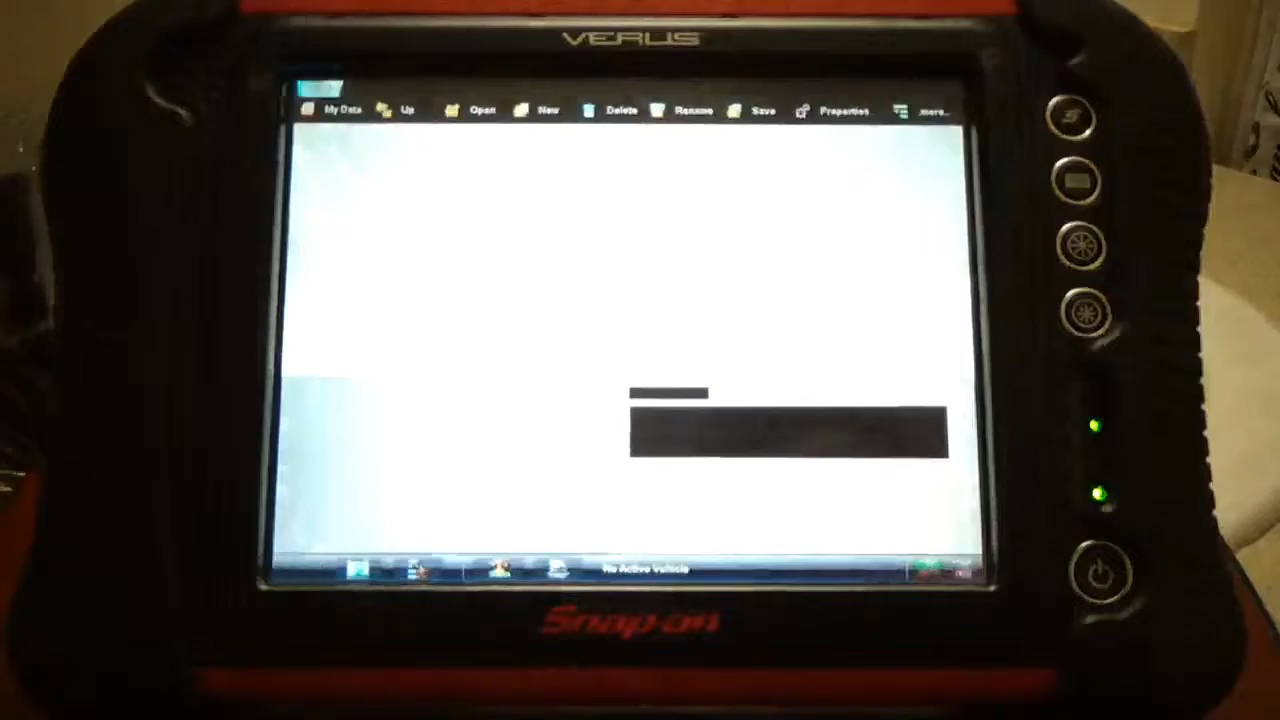 VERUS
My Data Up Open New Delete Rename Save Properties more...
No Active Vehicle
Snap-on